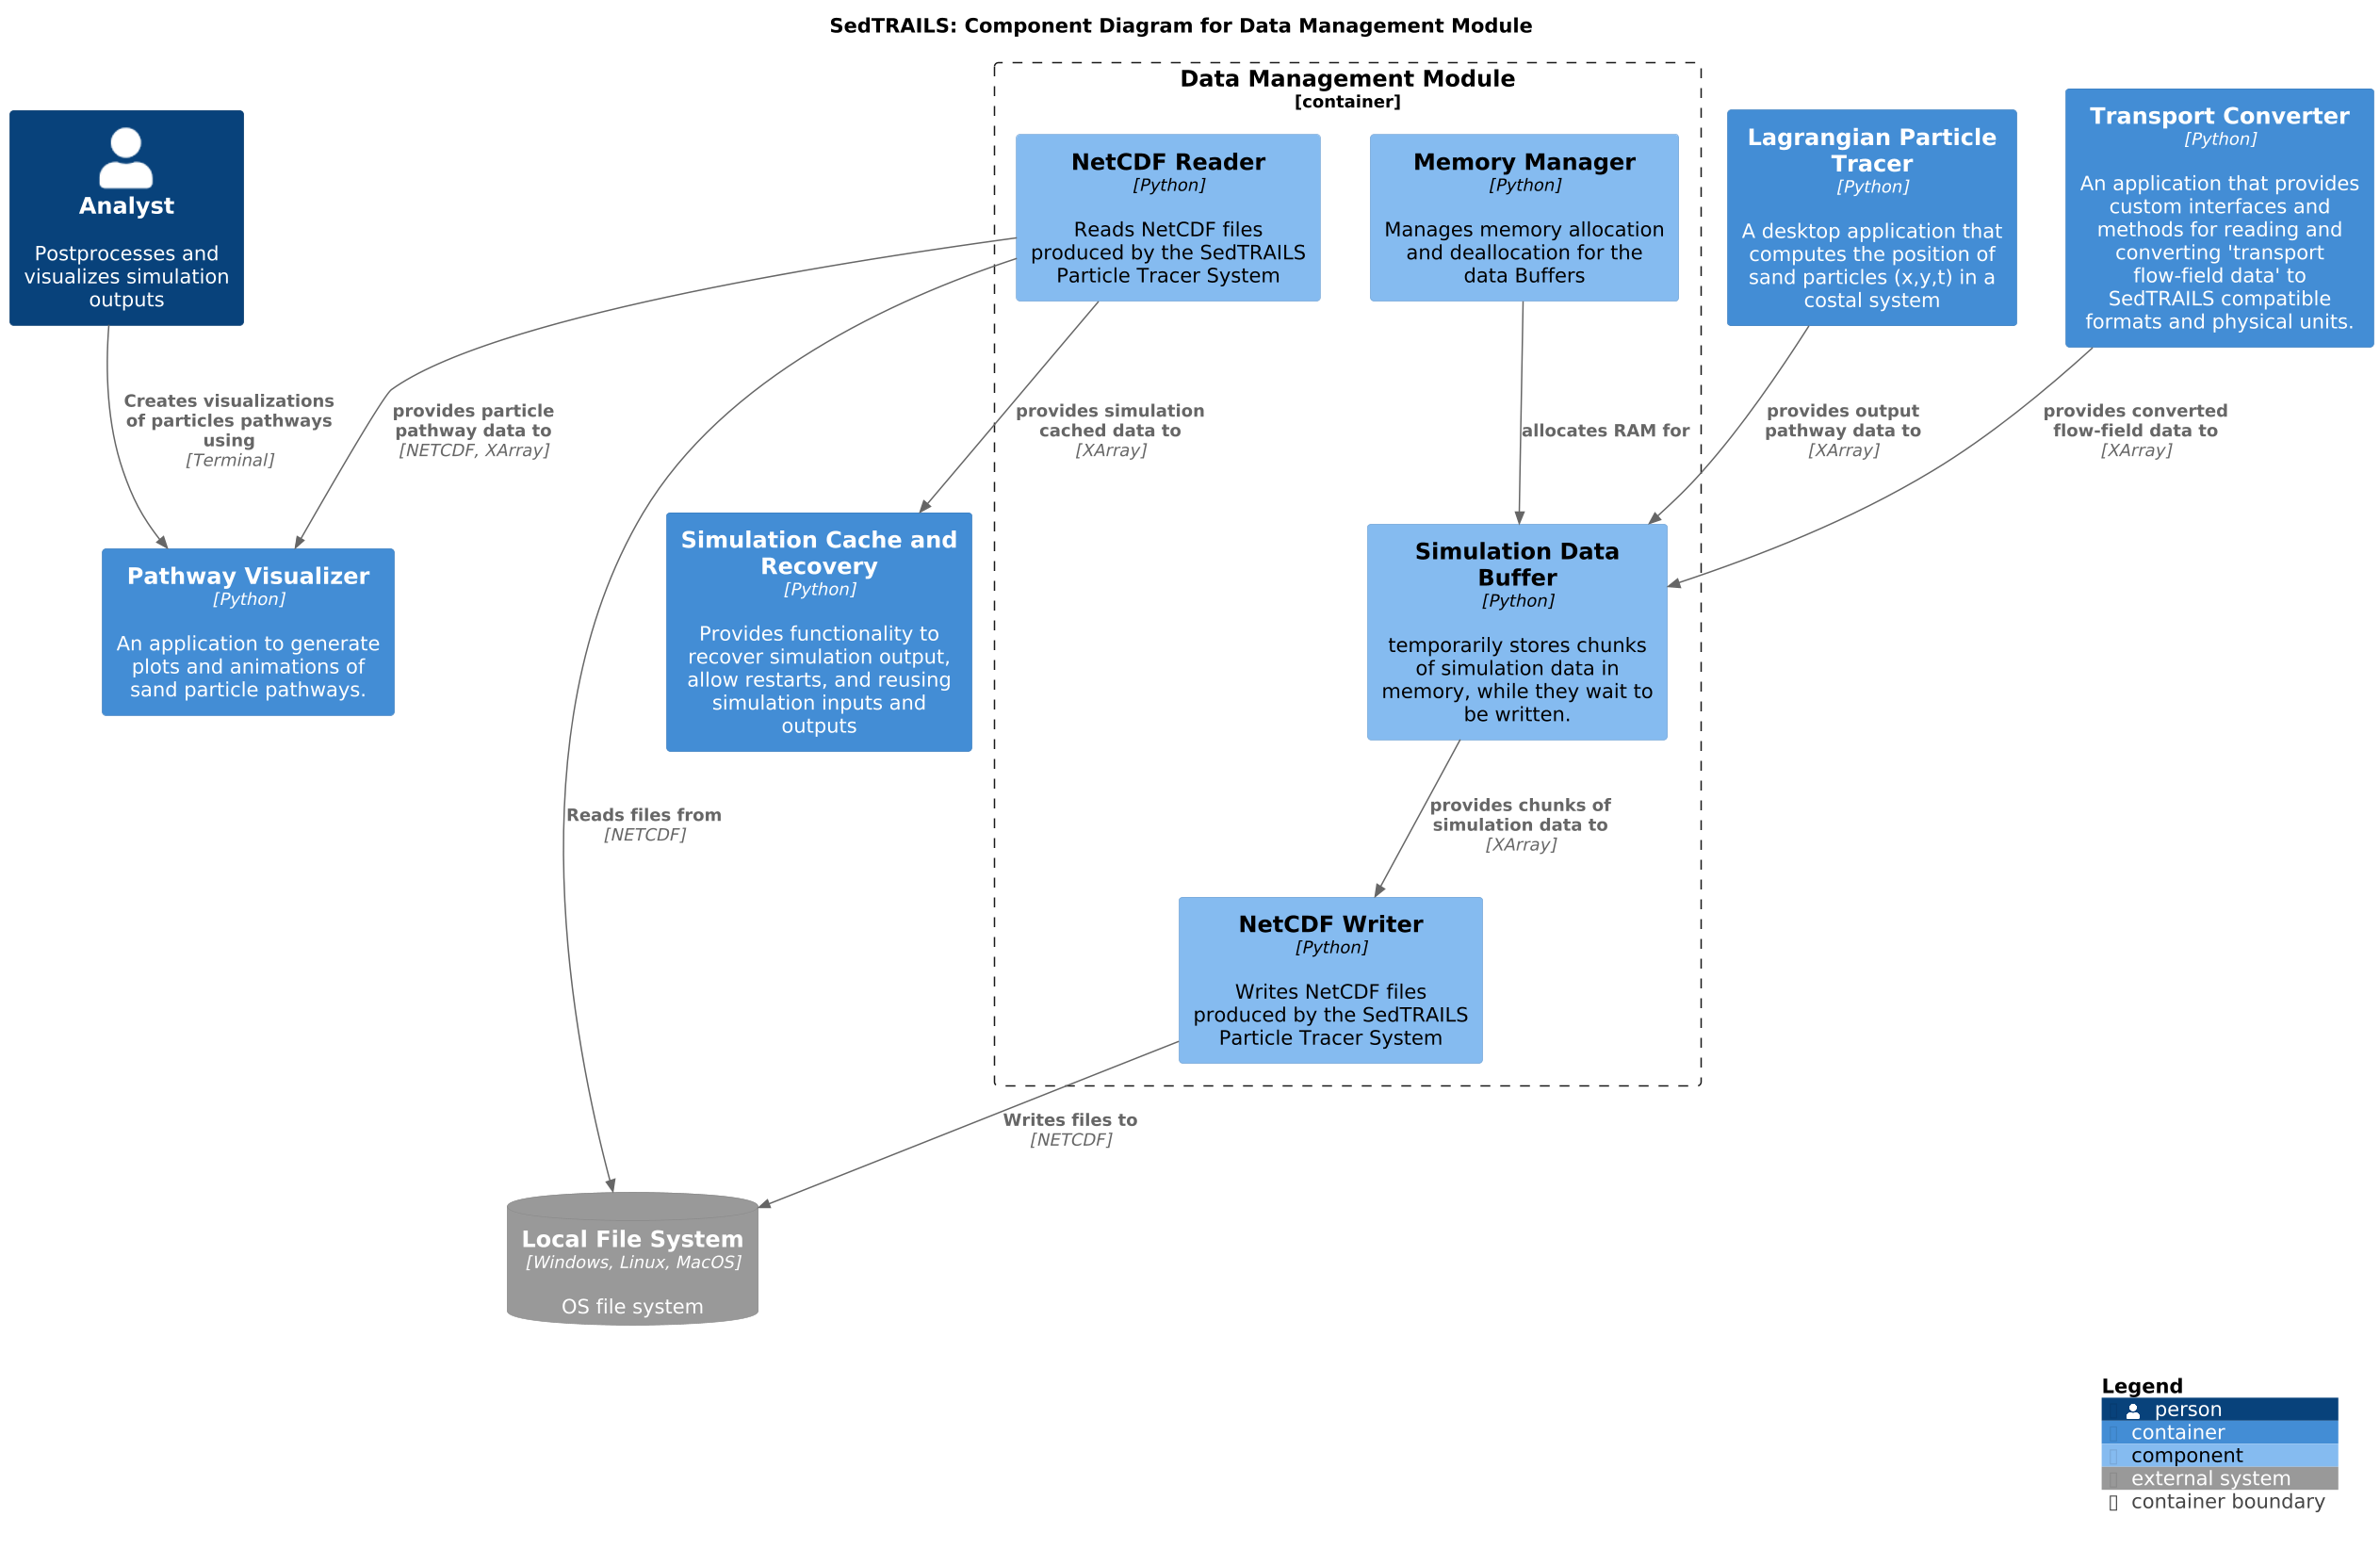 SedTRAILS: Component Diagram for Data Management Module
Data Management Module
[container]
Analyst
Postprocesses and
visualizes simulation
outputs
NetCDF Reader
[Python]
Reads NetCDF files
produced by the SedTRAILS
Particle Tracer System
Memory Manager
[Python]
Manages memory allocation
and deallocation for the
data Buffers
Lagrangian Particle
Tracer
[Python]
A desktop application that
computes the position of
sand particles (x,y,t) in a
costal system
Transport Converter
[Python]
An application that provides
custom interfaces and
methods for reading and
converting 'transport
flow-field data' to
SedTRAILS compatible
formats and physical units.
Creates visualizations
of particles pathways
using
[Terminal]
provides particle
pathway data to
[NETCDF, XArray]
provides simulation
cached data to
[XArray]
allocates RAM for
provides output
pathway data to
[XArray]
provides converted
flow-field data to
[XArray]
Pathway Visualizer
[Python]
An application to generate
plots and animations of
sand particle pathways.
Simulation Cache and
Recovery
[Python]
Provides functionality to
recover simulation output,
allow restarts, and reusing
simulation inputs and
outputs
Simulation Data
Buffer
[Python]
temporarily stores chunks
of simulation data in
memory, while they wait to
be written.
Reads files from
[NETCDF]
provides chunks of
simulation data to
[XArray]
NetCDF Writer
[Python]
Writes NetCDF files
produced by the SedTRAILS
Particle Tracer System
Writes files to
[NETCDF]
Local File System
[Windows, Linux, MacOS]
OS file system
Legend
person
container
component
external system
container boundary